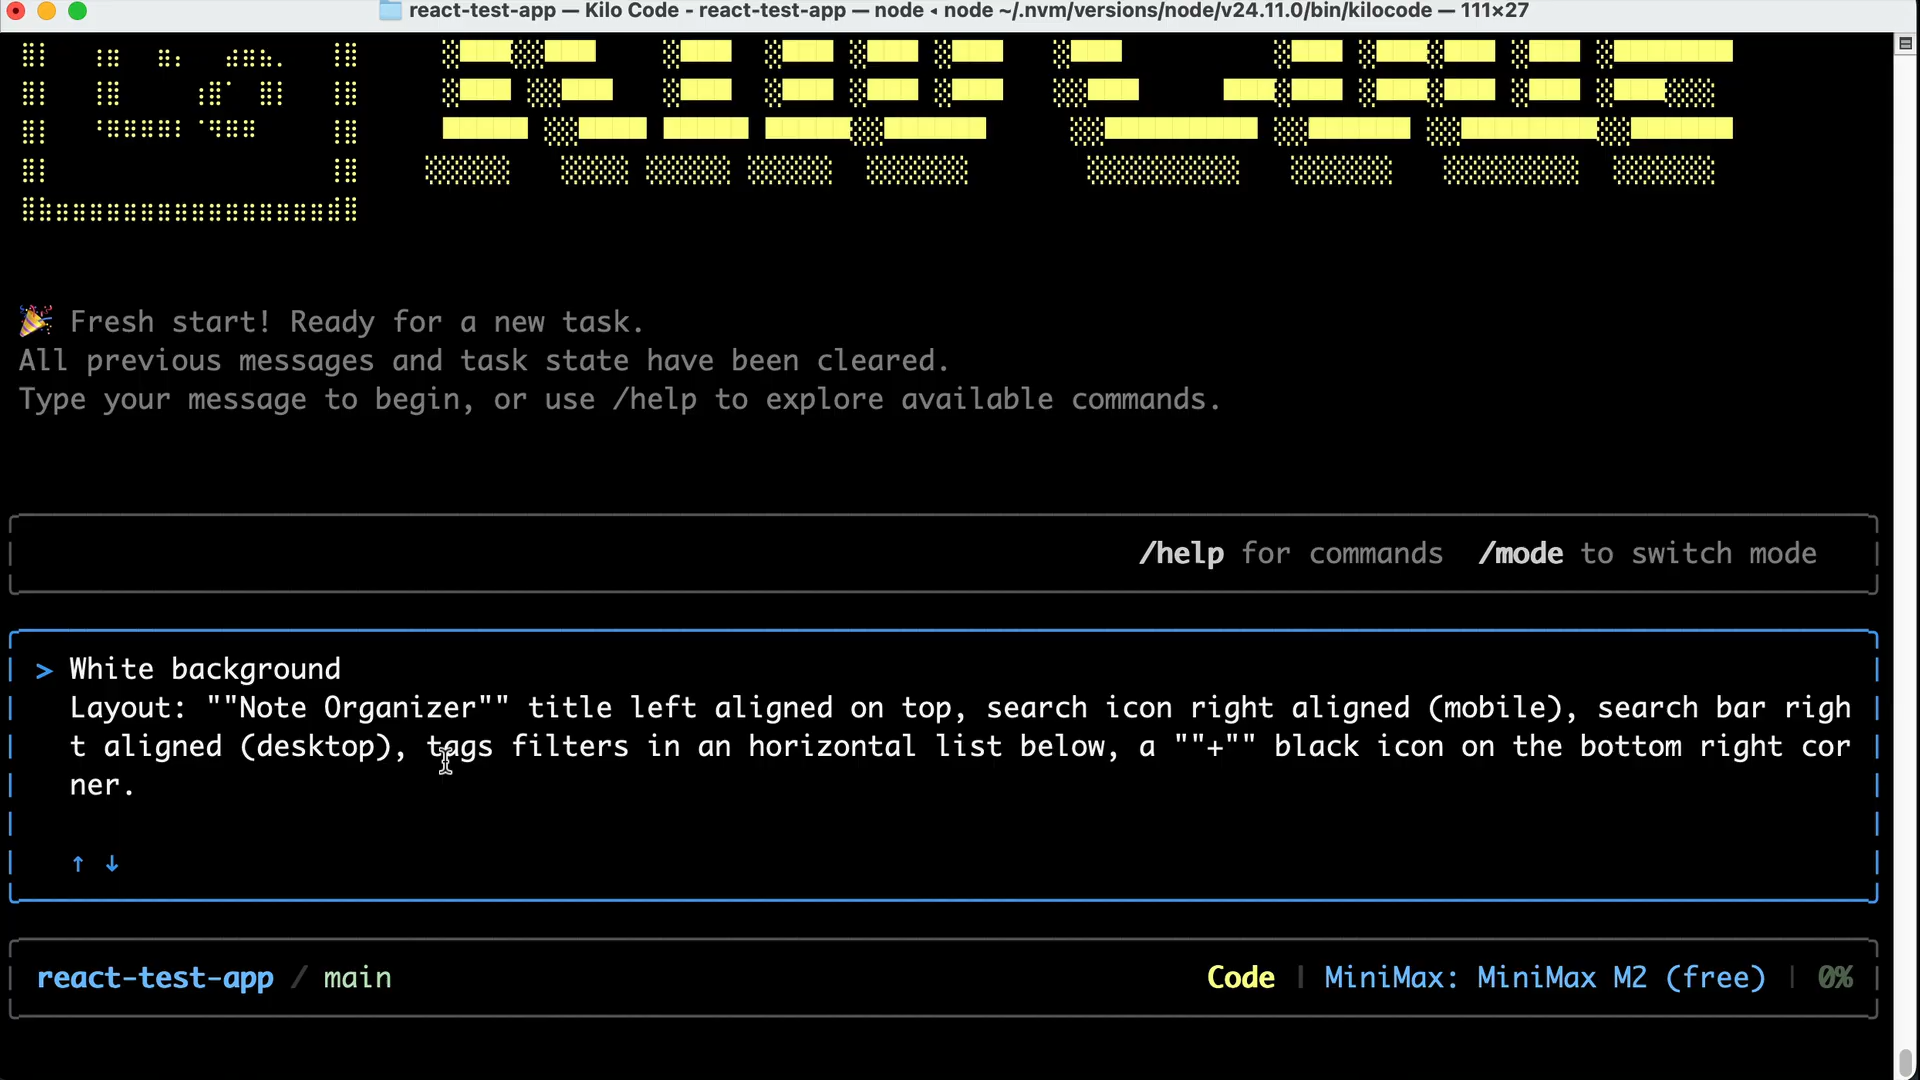 react-test-app — Kilo Code - react-test-app — node ◂ node ~/.nvm/versions/node/v24.11.0/bin/kilocode — 111×27
🎉 Fresh start! Ready for a new task.
All previous messages and task state have been cleared.
Type your message to begin, or use /help to explore available commands.
/help for commands /mode to switch mode
> White background
Layout: ""Note Organizer"" title left aligned on top, search icon right aligned (mobile), search bar righ
t aligned (desktop), tags filters in an horizontal list below, a ""+"" black icon on the bottom right cor
ner.
↑ ↓
react-test-app / main
Code | MiniMax: MiniMax M2 (free) | 0%